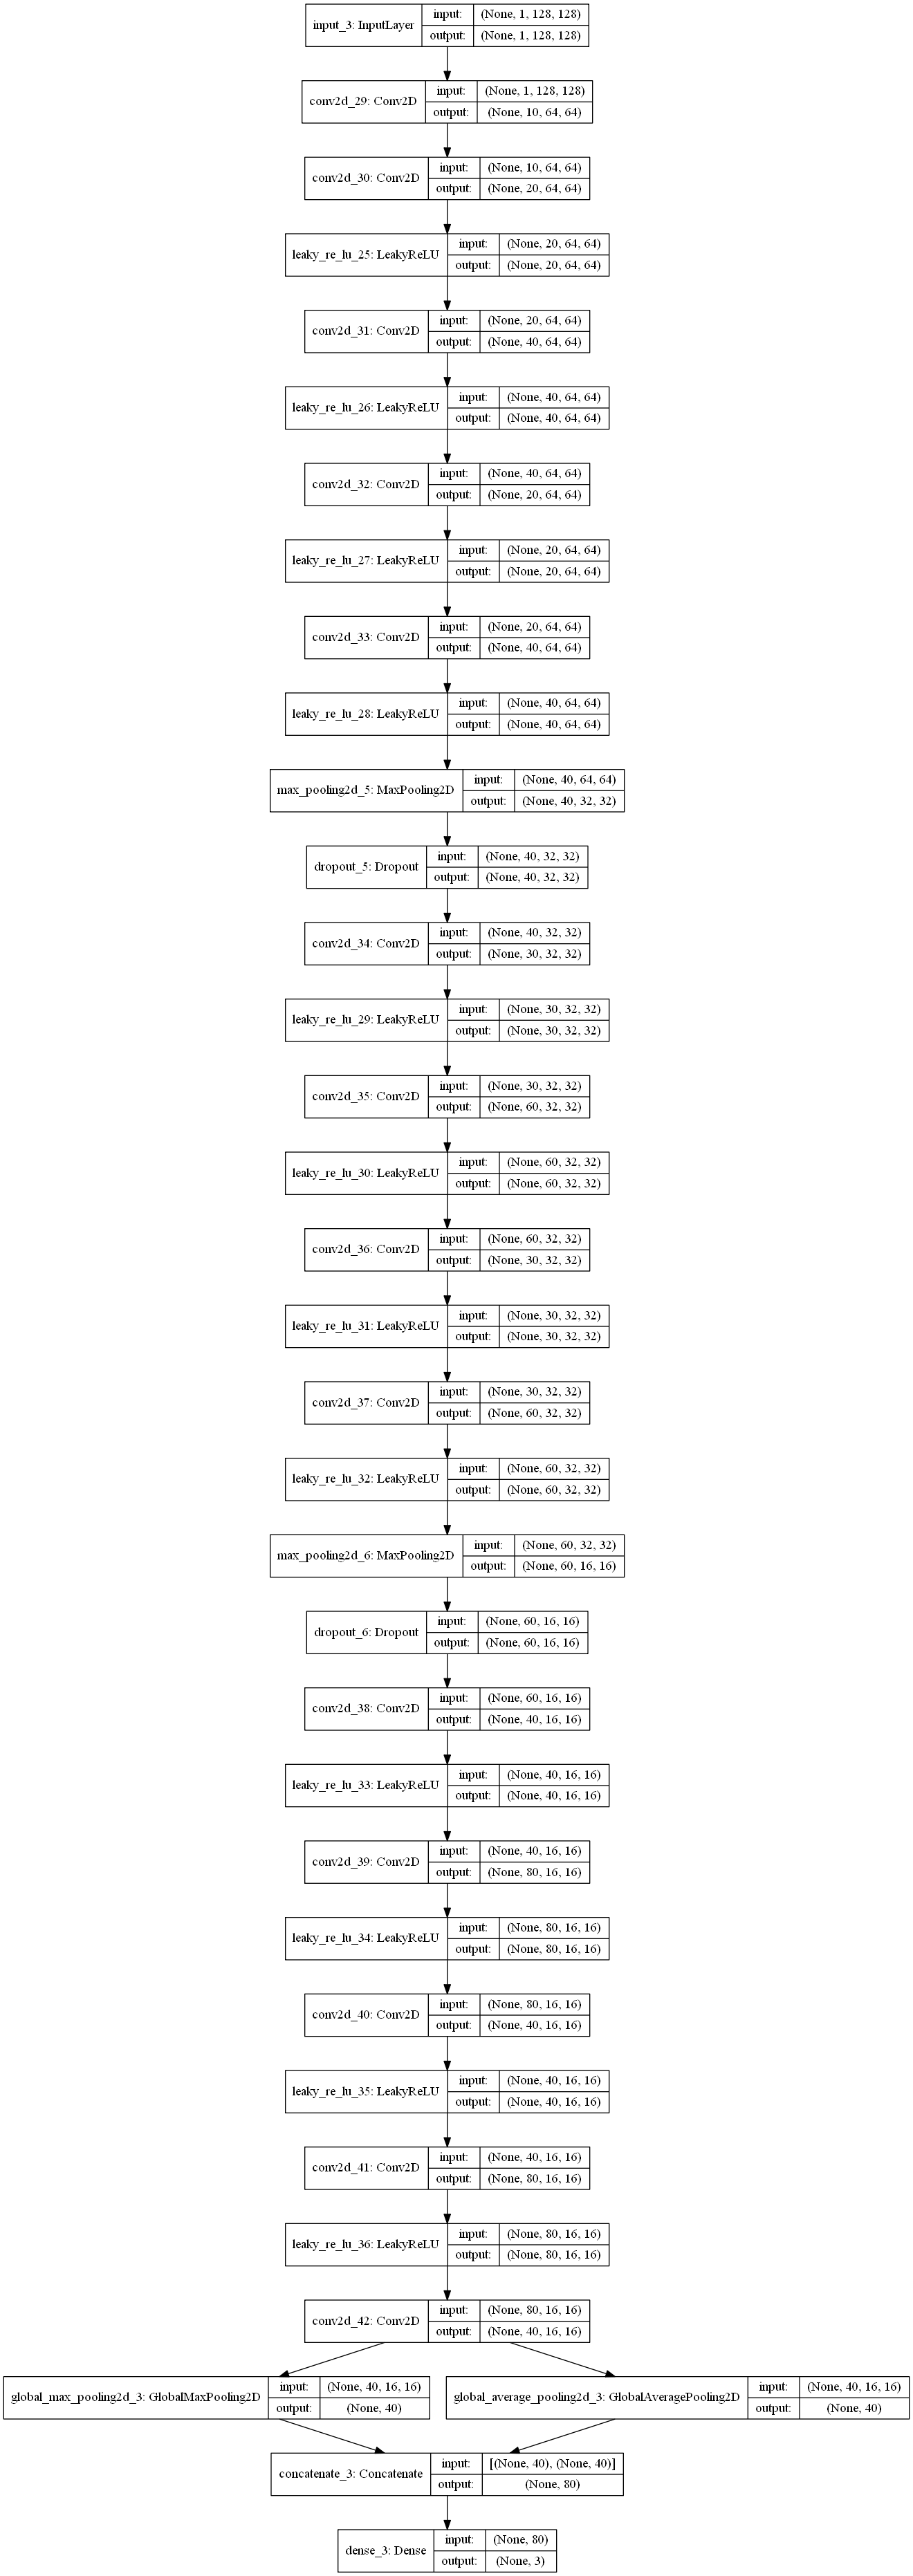 input_3: InputLayer
input: (None, 1, 128, 128)
output: (None, 1, 128, 128)
conv2d_29: Conv2D
input: (None, 1, 128, 128)
output: (None, 10, 64, 64)
conv2d_30: Conv2D
input: (None, 10, 64, 64)
output: (None, 20, 64, 64)
leaky_re_lu_25: LeakyReLU
input: (None, 20, 64, 64)
output: (None, 20, 64, 64)
conv2d_31: Conv2D
input: (None, 20, 64, 64)
output: (None, 40, 64, 64)
leaky_re_lu_26: LeakyReLU
input: (None, 40, 64, 64)
output: (None, 40, 64, 64)
conv2d_32: Conv2D
input: (None, 40, 64, 64)
output: (None, 20, 64, 64)
leaky_re_lu_27: LeakyReLU
input: (None, 20, 64, 64)
output: (None, 20, 64, 64)
conv2d_33: Conv2D
input: (None, 20, 64, 64)
output: (None, 40, 64, 64)
leaky_re_lu_28: LeakyReLU
input: (None, 40, 64, 64)
output: (None, 40, 64, 64)
max_pooling2d_5: MaxPooling2D
input: (None, 40, 64, 64)
output: (None, 40, 32, 32)
dropout_5: Dropout
input: (None, 40, 32, 32)
output: (None, 40, 32, 32)
conv2d_34: Conv2D
input: (None, 40, 32, 32)
output: (None, 30, 32, 32)
leaky_re_lu_29: LeakyReLU
input: (None, 30, 32, 32)
output: (None, 30, 32, 32)
conv2d_35: Conv2D
input: (None, 30, 32, 32)
output: (None, 60, 32, 32)
leaky_re_lu_30: LeakyReLU
input: (None, 60, 32, 32)
output: (None, 60, 32, 32)
conv2d_36: Conv2D
input: (None, 60, 32, 32)
output: (None, 30, 32, 32)
leaky_re_lu_31: LeakyReLU
input: (None, 30, 32, 32)
output: (None, 30, 32, 32)
conv2d_37: Conv2D
input: (None, 30, 32, 32)
output: (None, 60, 32, 32)
leaky_re_lu_32: LeakyReLU
input: (None, 60, 32, 32)
output: (None, 60, 32, 32)
max_pooling2d_6: MaxPooling2D
input: (None, 60, 32, 32)
output: (None, 60, 16, 16)
dropout_6: Dropout
input: (None, 60, 16, 16)
output: (None, 60, 16, 16)
conv2d_38: Conv2D
input: (None, 60, 16, 16)
output: (None, 40, 16, 16)
leaky_re_lu_33: LeakyReLU
input: (None, 40, 16, 16)
output: (None, 40, 16, 16)
conv2d_39: Conv2D
input: (None, 40, 16, 16)
output: (None, 80, 16, 16)
leaky_re_lu_34: LeakyReLU
input: (None, 80, 16, 16)
output: (None, 80, 16, 16)
conv2d_40: Conv2D
input: (None, 80, 16, 16)
output: (None, 40, 16, 16)
leaky_re_lu_35: LeakyReLU
input: (None, 40, 16, 16)
output: (None, 40, 16, 16)
conv2d_41: Conv2D
input: (None, 40, 16, 16)
output: (None, 80, 16, 16)
leaky_re_lu_36: LeakyReLU
input: (None, 80, 16, 16)
output: (None, 80, 16, 16)
conv2d_42: Conv2D
input: (None, 80, 16, 16)
output: (None, 40, 16, 16)
global_max_pooling2d_3: GlobalMaxPooling2D
input: (None, 40, 16, 16)
output: (None, 40)
global_average_pooling2d_3: GlobalAveragePooling2D
input: (None, 40, 16, 16)
output: (None, 40)
concatenate_3: Concatenate
input: [(None, 40), (None, 40)]
output: (None, 80)
dense_3: Dense
input: (None, 80)
output: (None, 3)